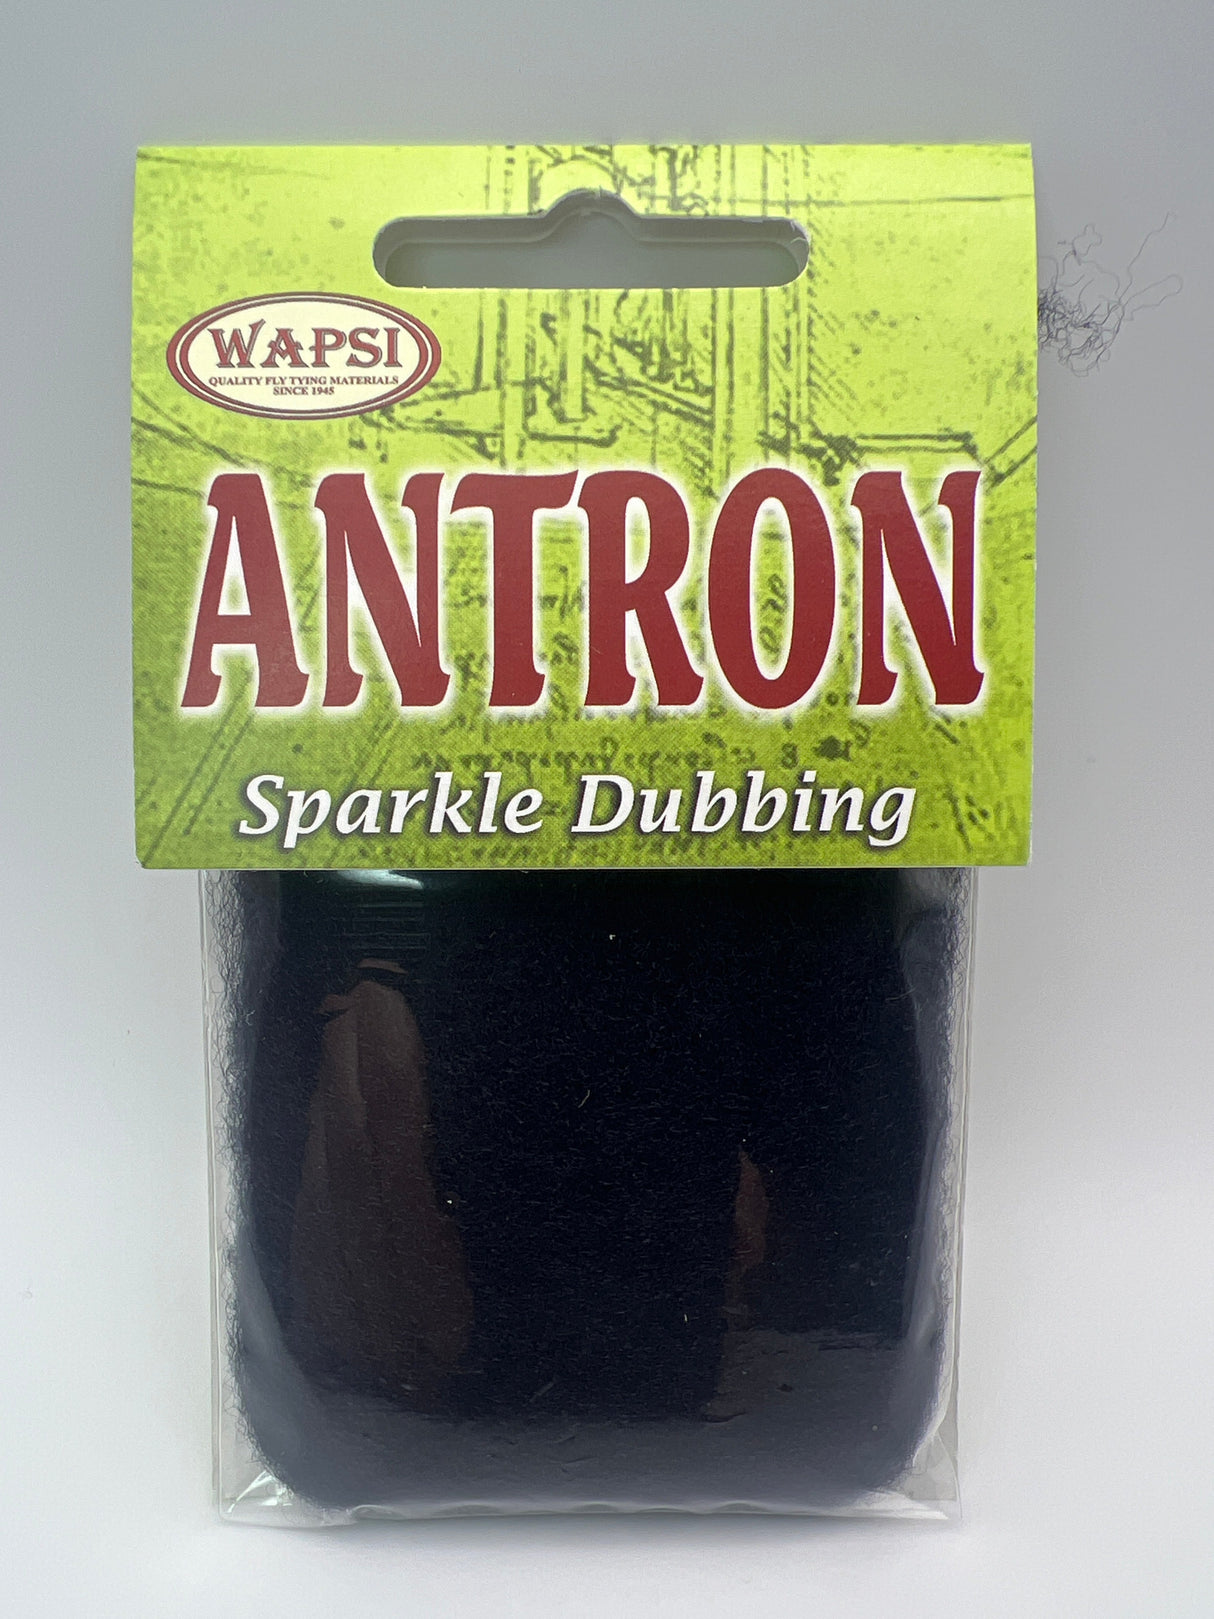 WAPSI
QUALITY FLY TYING MATERIALS
SINCE 1945
ANTRON
Sparkle Dubbing